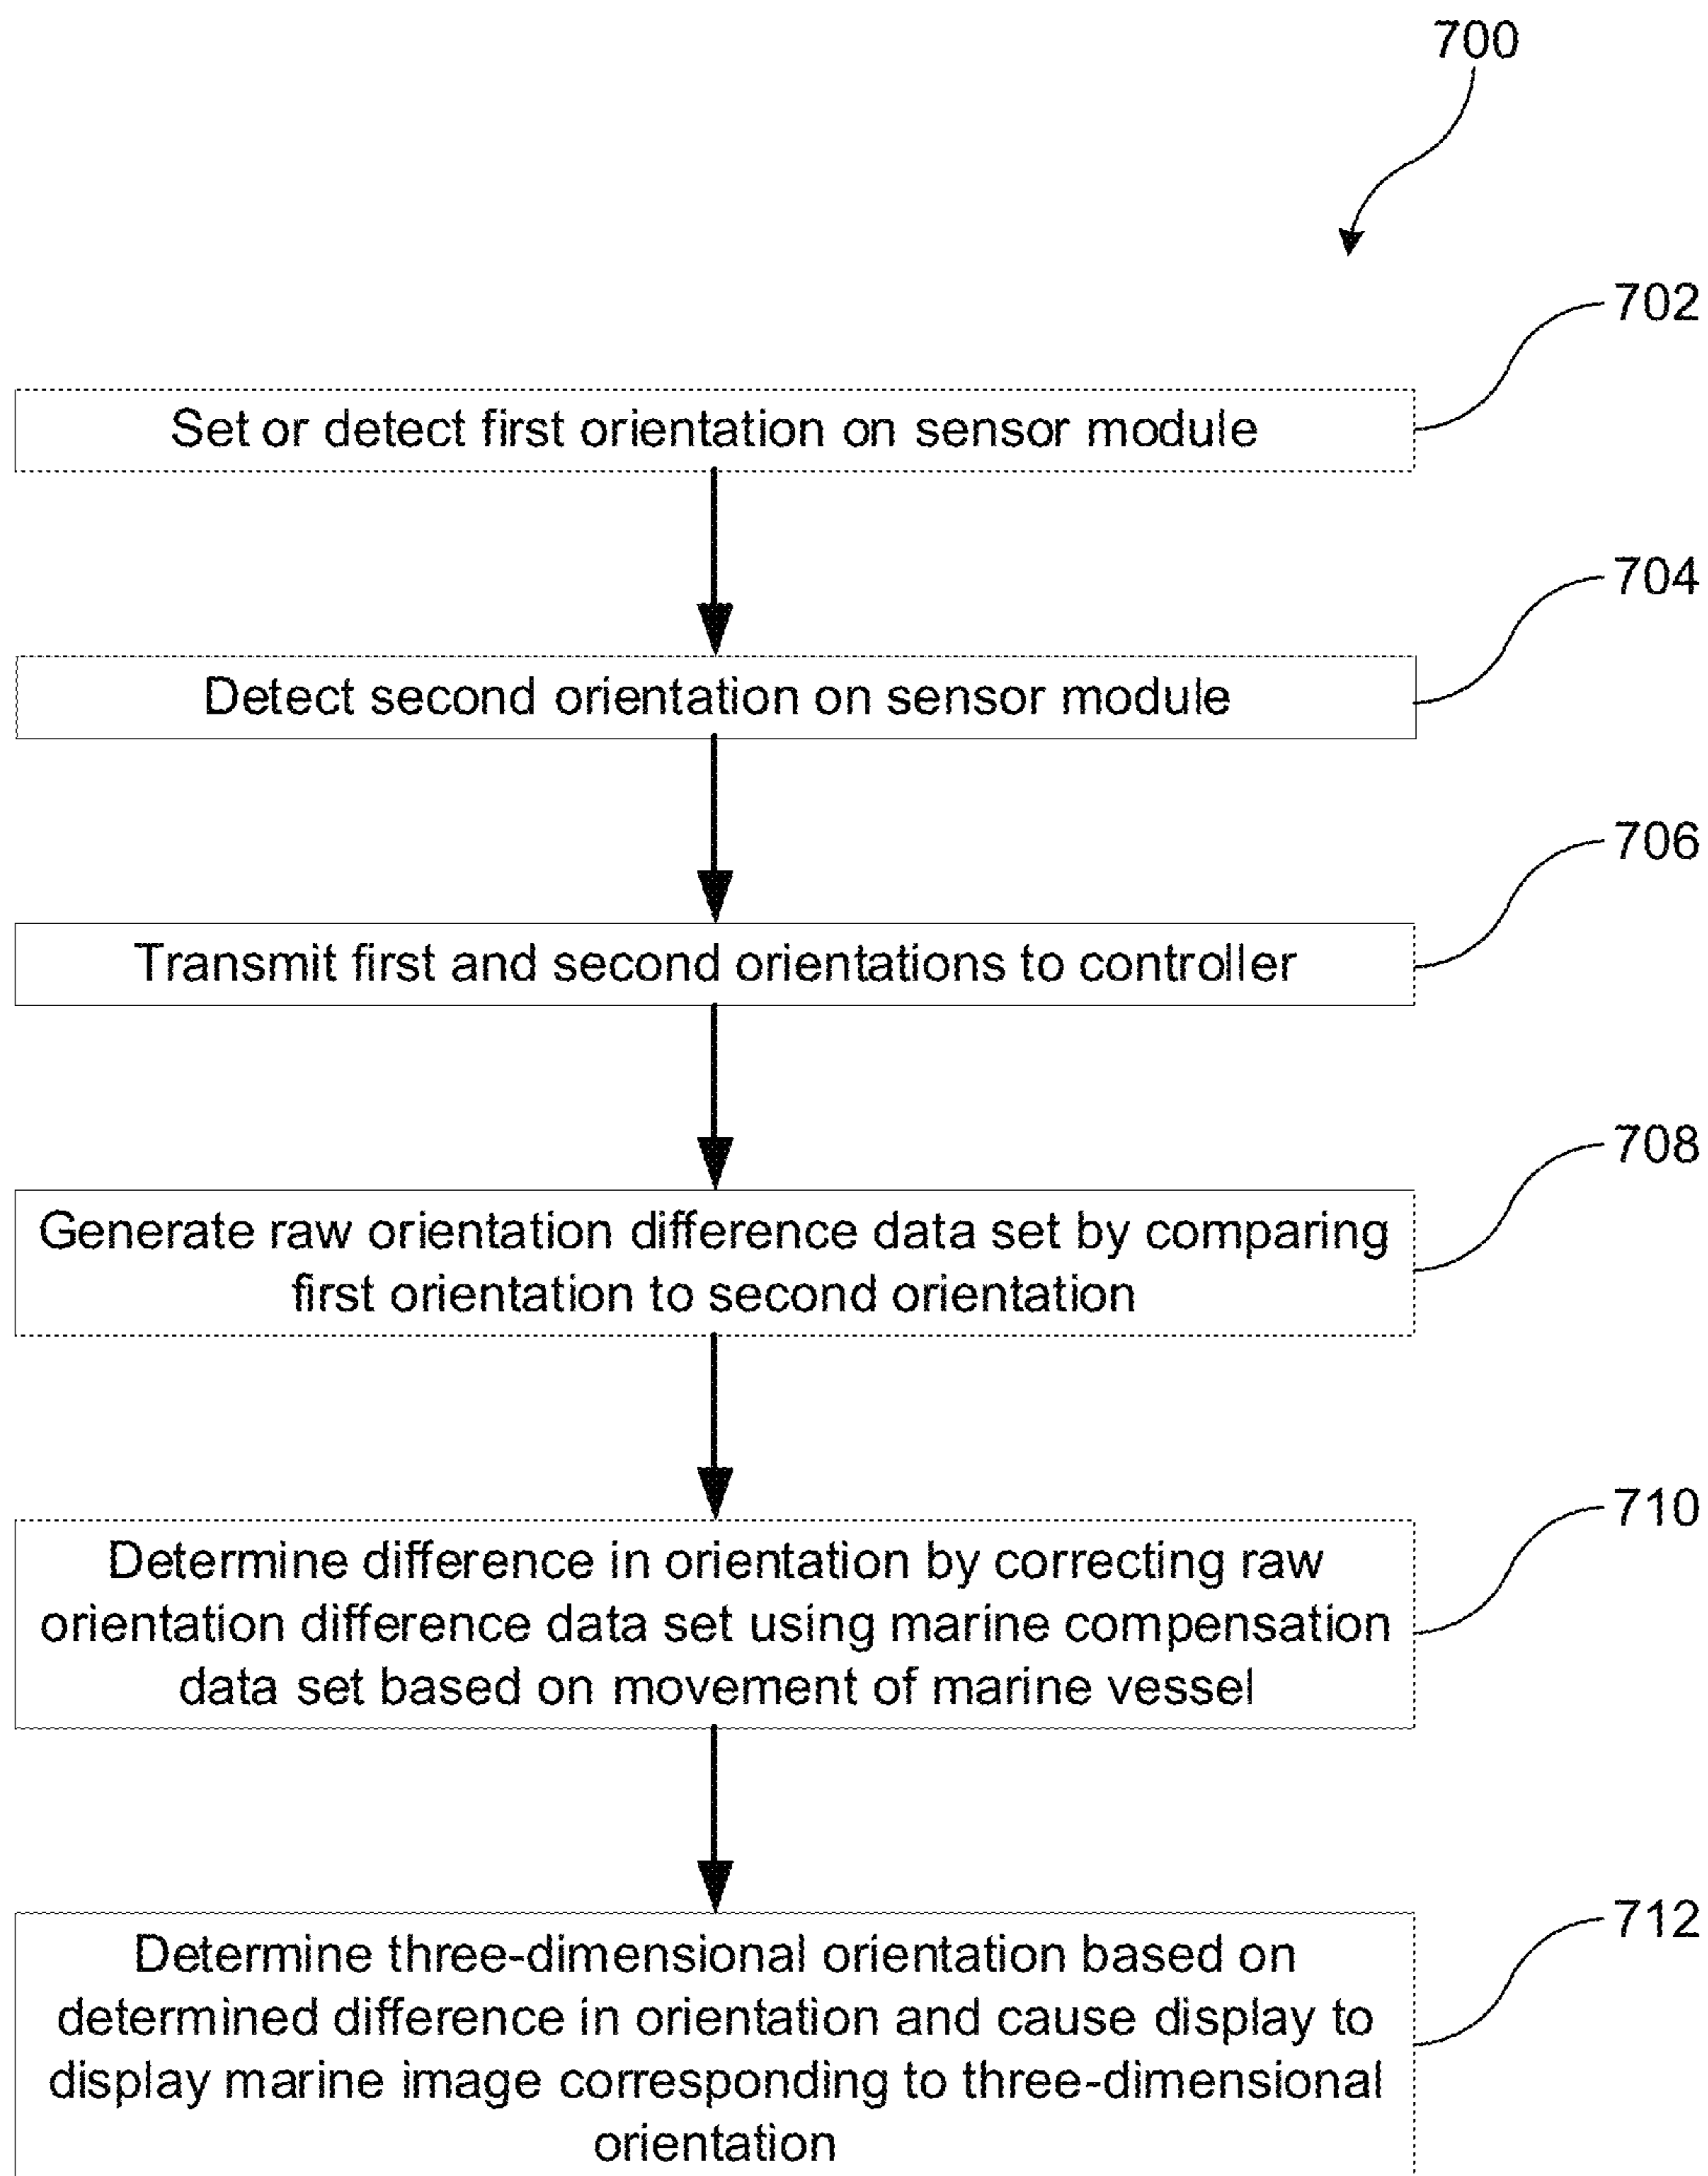 700
702
Set or detect first orientation on sensor module
704
Detect second orientation on sensor module
706
Transmit first and second orientations to controller
708
Generate raw orientation difference data set by comparing
first orientation to second orientation
710
Determine difference in orientation by correcting raw
orientation difference data set using marine compensation
data set based on movement of marine vessel
712
Determine three-dimensional orientation based on
determined difference in orientation and cause display to
display marine image corresponding to three-dimensional
orientation